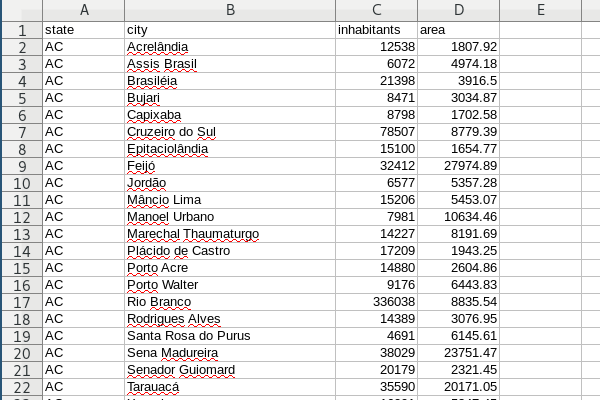 A B C D E
1 state city inhabitants area
2 AC Acrelândia 12538 1807.92
3 AC Assis Brasil 6072 4974.18
4 AC Brasiléia 21398 3916.5
5 AC Bujari 8471 3034.87
6 AC Capixaba 8798 1702.58
7 AC Cruzeiro do Sul 78507 8779.39
8 AC Epitaciolândia 15100 1654.77
9 AC Feijó 32412 27974.89
10 AC Jordão 6577 5357.28
11 AC Mâncio Lima 15206 5453.07
12 AC Manoel Urbano 7981 10634.46
13 AC Marechal Thaumaturgo 14227 8191.69
14 AC Plácido de Castro 17209 1943.25
15 AC Porto Acre 14880 2604.86
16 AC Porto Walter 9176 6443.83
17 AC Rio Branco 336038 8835.54
18 AC Rodrigues Alves 14389 3076.95
19 AC Santa Rosa do Purus 4691 6145.61
20 AC Sena Madureira 38029 23751.47
21 AC Senador Guiomard 20179 2321.45
22 AC Tarauacá 35590 20171.05